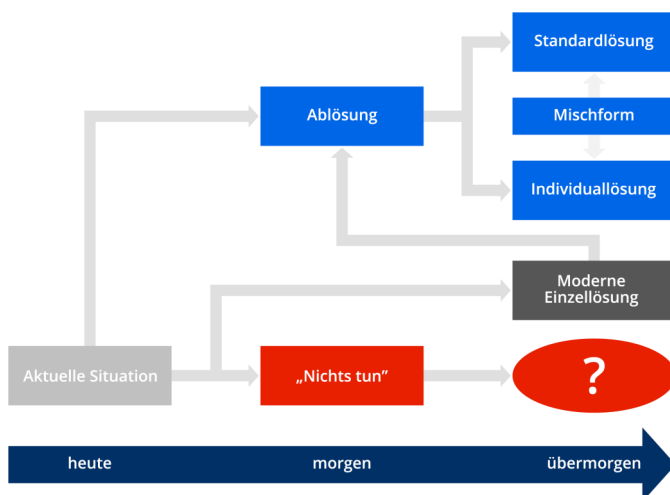 Standardlösung
Ablösung
Mischform
Individuallösung
Moderne
Einzellösung
Aktuelle Situation
„Nichts tun”
?
heute
morgen
übermorgen